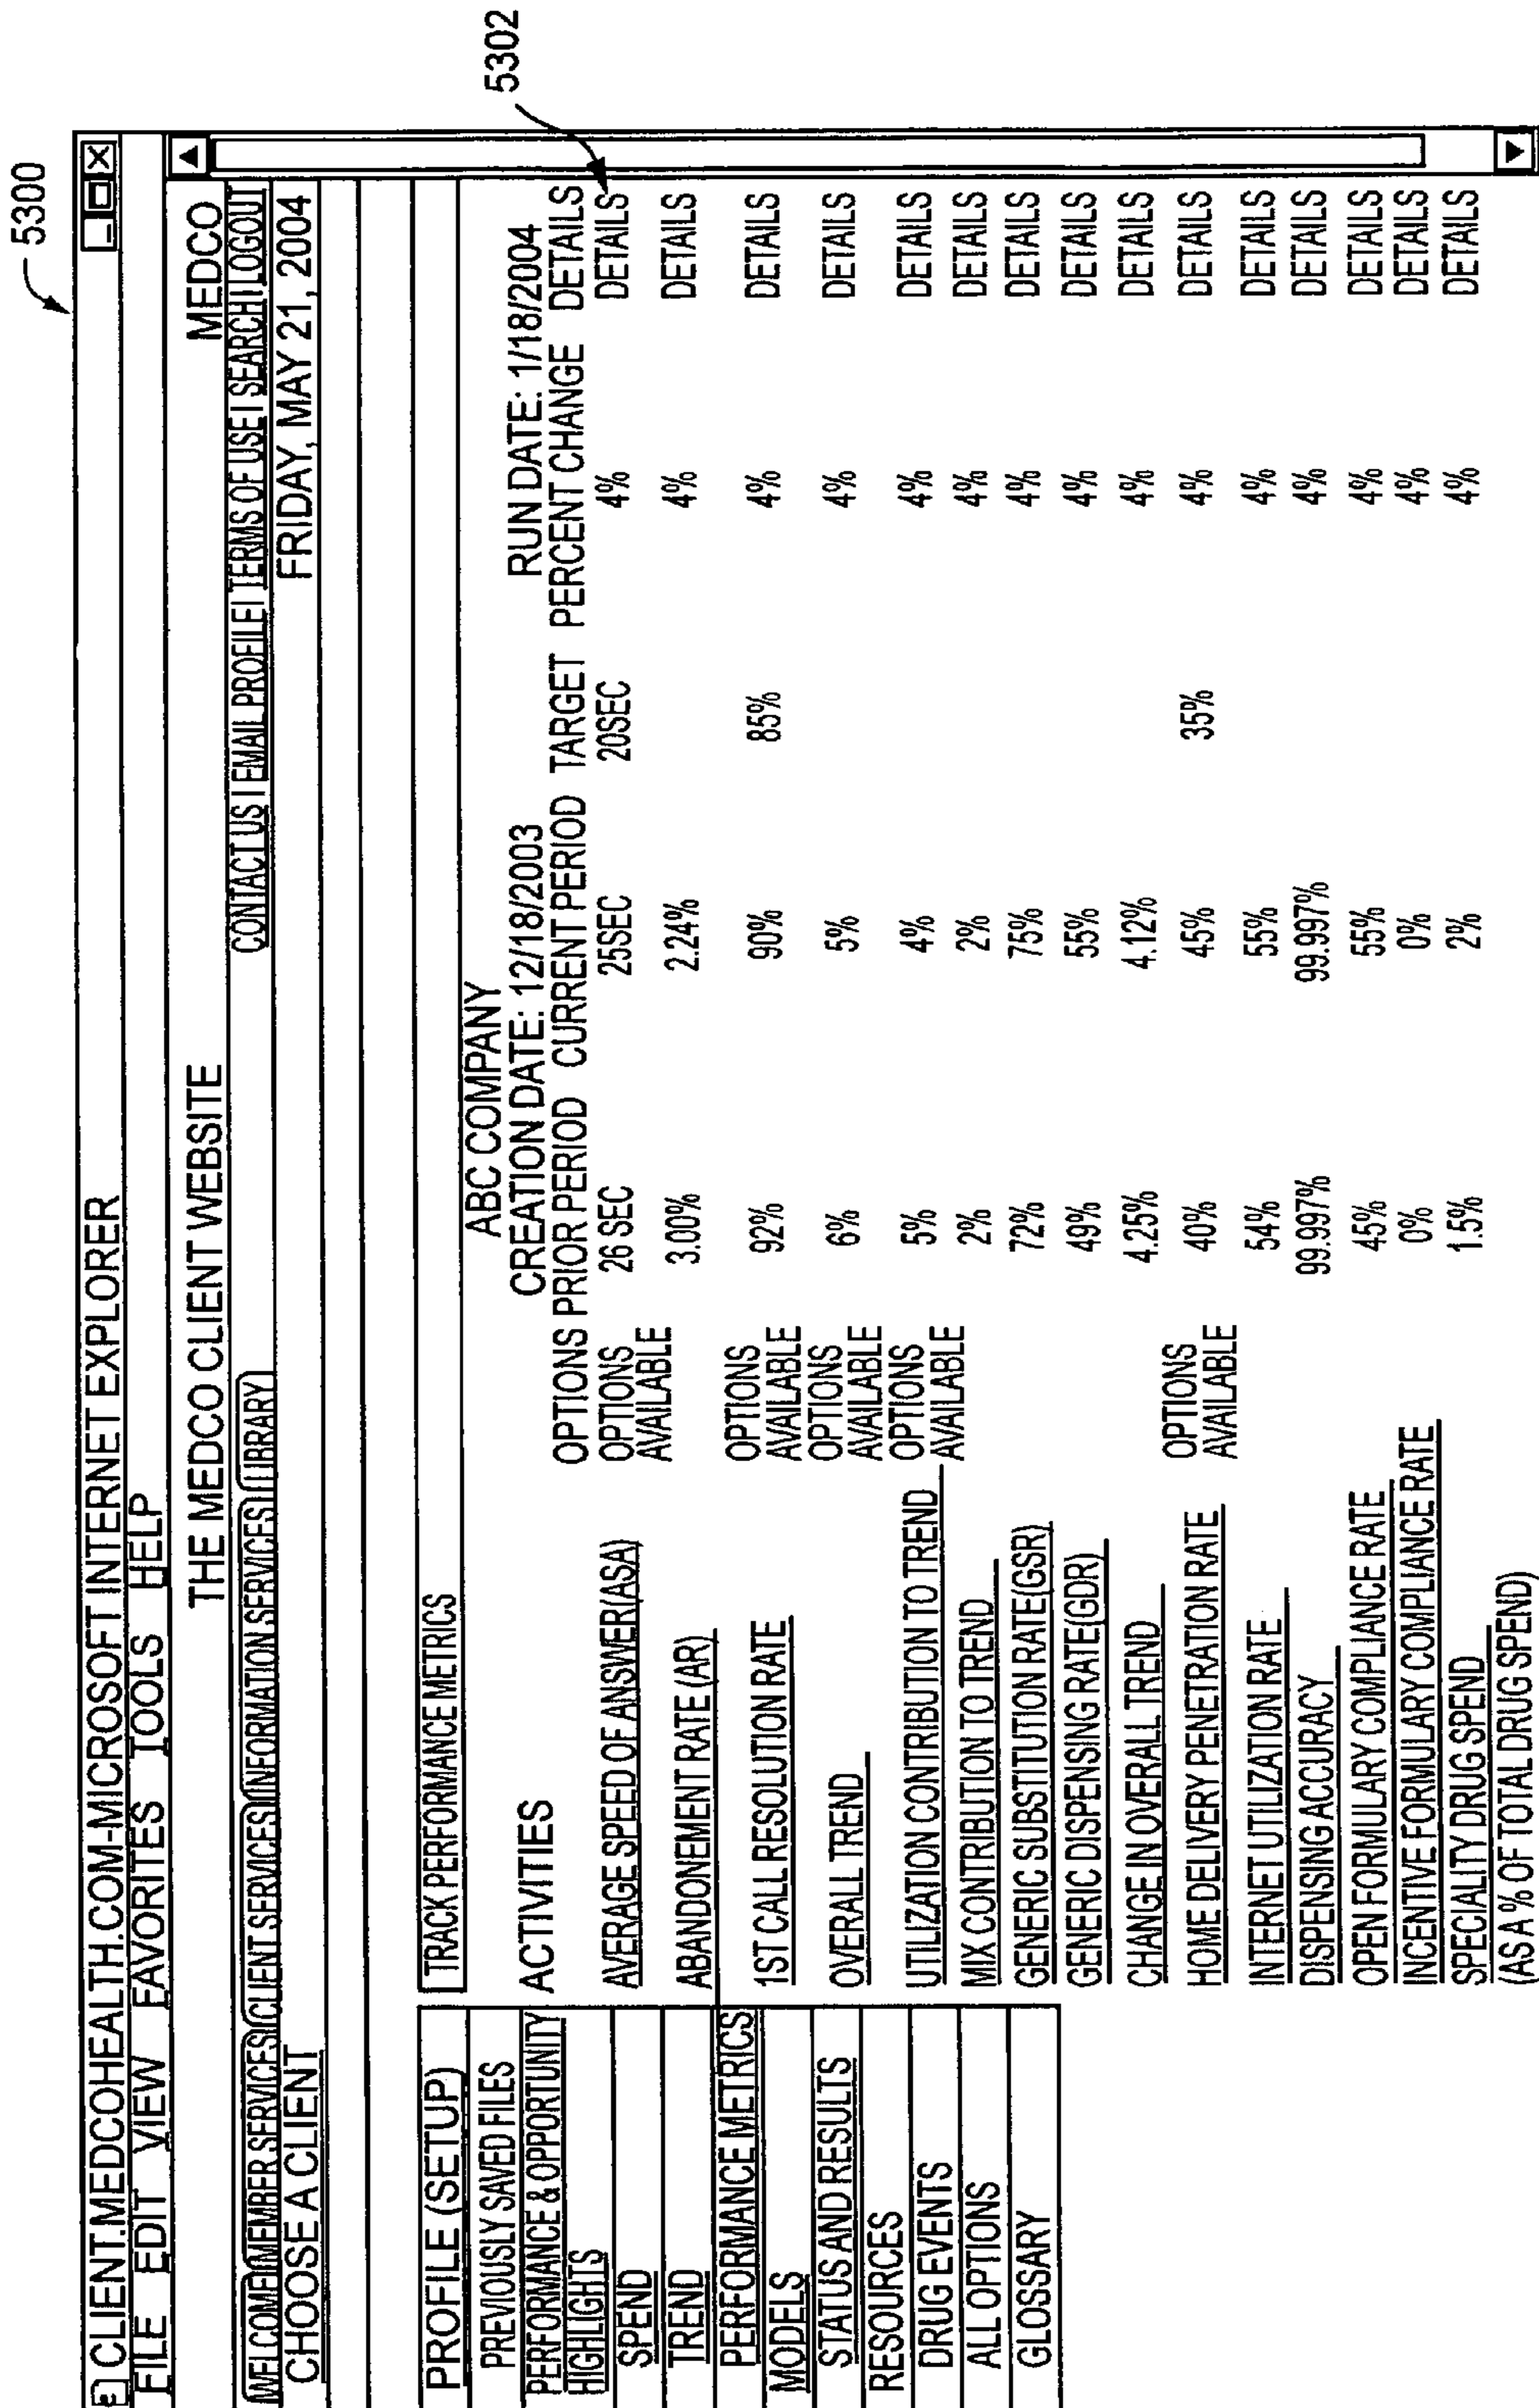 5300
CLIENT.MEDCOHEALTH.COM-MICROSOFT INTERNET EXPLORER
FILE EDIT VIEW FAVORITES TOOLS HELP
THE MEDCO CLIENT WEBSITE MEDCO
WELCOME MEMBER SERVICES CLIENT SERVICES INFORMATION SERVICES LIBRARY CONTACT US | EMAIL PROFILE | TERMS OF USE | SEARCH | LOGOUT
CHOOSE A CLIENT FRIDAY, MAY 21, 2004
PROFILE (SETUP)
PREVIOUSLY SAVED FILES
PERFORMANCE & OPPORTUNITY
HIGHLIGHTS
SPEND
TREND
PERFORMANCE METRICS
MODELS
STATUS AND RESULTS
RESOURCES
DRUG EVENTS
ALL OPTIONS
GLOSSARY
TRACK PERFORMANCE METRICS
ABC COMPANY
CREATION DATE: 12/18/2003 RUN DATE: 1/18/2004
ACTIVITIES OPTIONS PRIOR PERIOD CURRENT PERIOD TARGET PERCENT CHANGE DETAILS
AVERAGE SPEED OF ANSWER(ASA) OPTIONS AVAILABLE 26 SEC 25SEC 20SEC 4% DETAILS 5302
ABANDONEMENT RATE (AR) 3.00% 2.24% 4% DETAILS
1ST CALL RESOLUTION RATE OPTIONS AVAILABLE 92% 90% 85% 4% DETAILS
OVERALL TREND OPTIONS AVAILABLE 6% 5% 4% DETAILS
UTILIZATION CONTRIBUTION TO TREND OPTIONS AVAILABLE 5% 4% 4% DETAILS
MIX CONTRIBUTION TO TREND 2% 2% 4% DETAILS
GENERIC SUBSTITUTION RATE(GSR) 72% 75% 4% DETAILS
GENERIC DISPENSING RATE(GDR) 49% 55% 4% DETAILS
CHANGE IN OVERALL TREND 4.25% 4.12% 4% DETAILS
HOME DELIVERY PENETRATION RATE OPTIONS AVAILABLE 40% 45% 35% 4% DETAILS
INTERNET UTILIZATION RATE 54% 55% 4% DETAILS
DISPENSING ACCURACY 99.997% 99.997% 4% DETAILS
OPEN FORMULARY COMPLIANCE RATE 45% 55% 4% DETAILS
INCENTIVE FORMULARY COMPLIANCE RATE 0% 0% 4% DETAILS
SPECIALITY DRUG SPEND 1.5% 2% 4% DETAILS
(AS A % OF TOTAL DRUG SPEND)